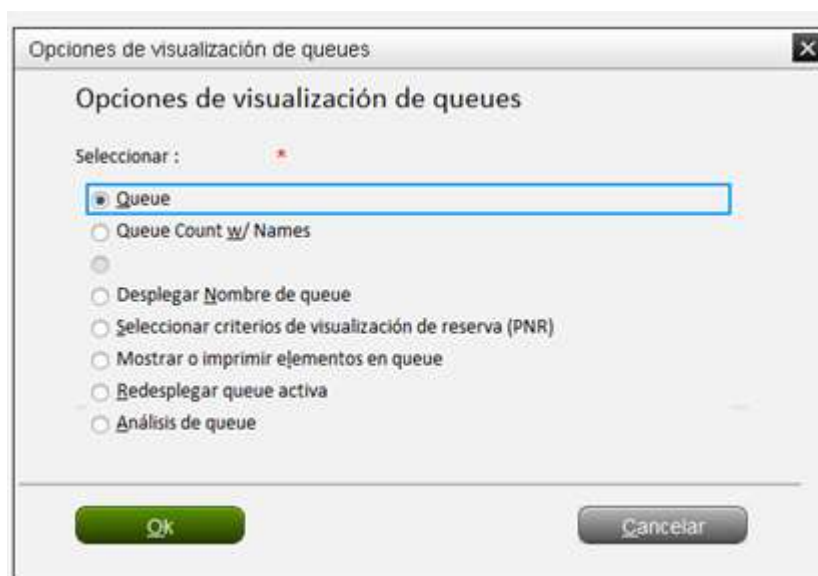 Opciones de visualización de queues
Opciones de visualización de queues
Seleccionar : *
Queue
Queue Count w/ Names
Desplegar Nombre de queue
Seleccionar criterios de visualización de reserva (PNR)
Mostrar o imprimir elementos en queue
Redesplegar queue activa
Análisis de queue
Ok Cancelar